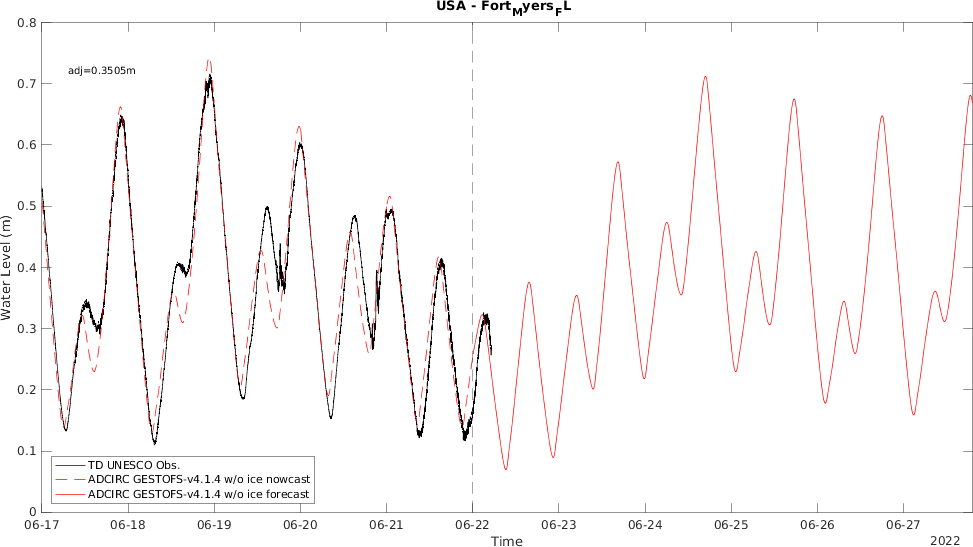 USA - Fort_Myers_FL
adj=0.3505m
Water Level (m)
0.8
0.7
0.6
0.5
0.4
0.3
0.2
0.1
0
TD UNESCO Obs.
ADCIRC GESTOFS-v4.1.4 w/o ice nowcast
ADCIRC GESTOFS-v4.1.4 w/o ice forecast
06-17 06-18 06-19 06-20 06-21 06-22 06-23 06-24 06-25 06-26 06-27
Time
2022